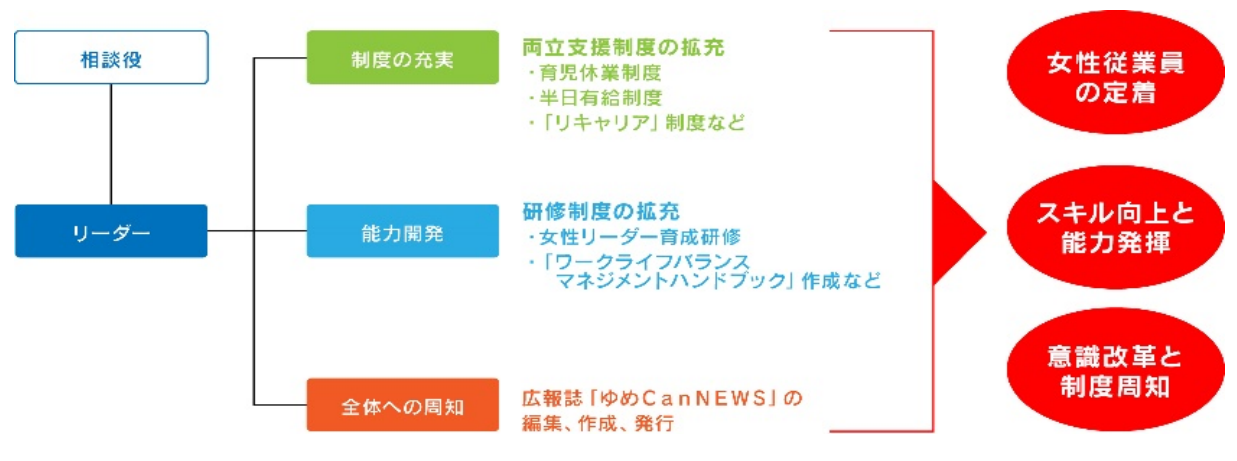 相談役
リーダー
制度の充実
両立支援制度の拡充
・育児休業制度
・半日有給制度
・「リキャリア」制度など
能力開発
研修制度の拡充
・女性リーダー育成研修
・「ワークライフバランス
マネジメントハンドブック」作成など
全体への周知
広報誌「ゆめCanNEWS」の
編集、作成、発行
女性従業員
の定着
スキル向上と
能力発揮
意識改革と
制度周知